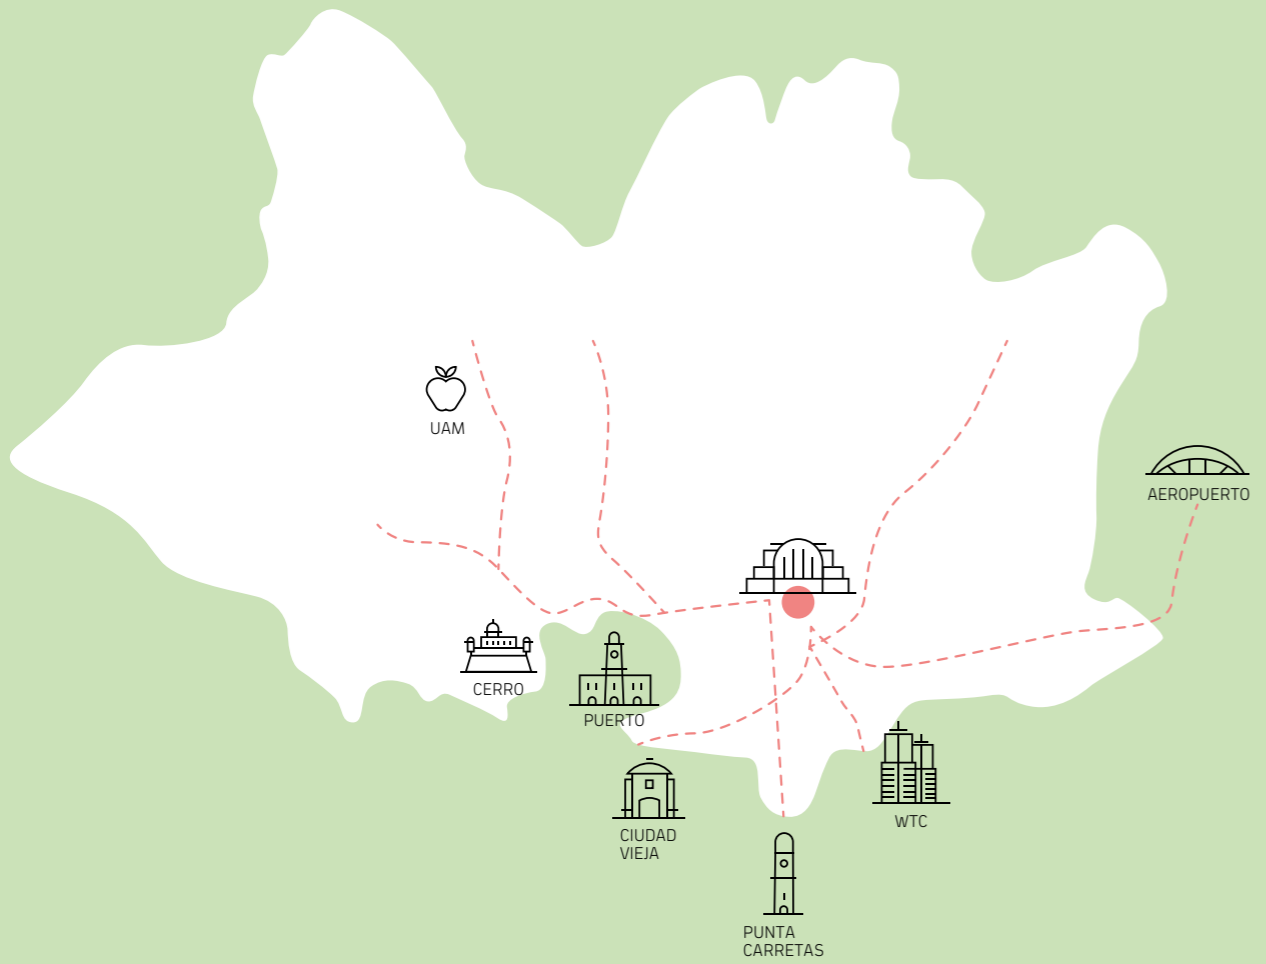 UAM
AEROPUERTO
CERRO
PUERTO
CIUDAD
VIEJA
WTC
PUNTA
CARRETAS